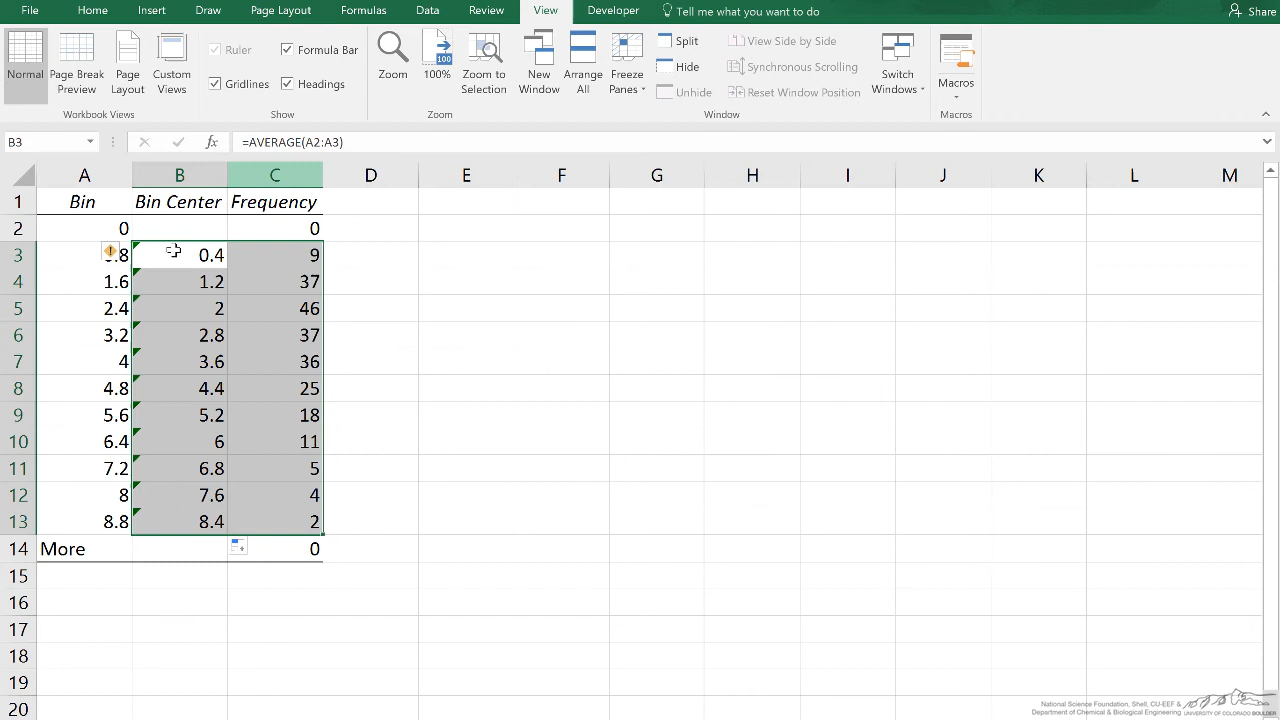 File Home Insert Draw Page Layout Formulas Data Review View Developer Tell me what you want to do Share
Normal Page Break Preview Page Layout Custom Views
Ruler Formula Bar
Gridlines Headings
Zoom 100% Zoom to Selection
New Window Arrange All Freeze Panes
Split
Hide
Unhide
View Side by Side
Synchronous Scrolling
Reset Window Position
Switch Windows
Macros
Workbook Views Show Zoom Window Macros
B3 fx =AVERAGE(A2:A3)
A B C D E F G H I J K L M
1 Bin Bin Center Frequency
2 0 0
3 .8 0.4 9
4 1.6 1.2 37
5 2.4 2 46
6 3.2 2.8 37
7 4 3.6 36
8 4.8 4.4 25
9 5.6 5.2 18
10 6.4 6 11
11 7.2 6.8 5
12 8 7.6 4
13 8.8 8.4 2
14 More 0
15
16
17
18
19
20
National Science Foundation, Shell, CU-EEF &
Department of Chemical & Biological Engineering
UNIVERSITY OF COLORADO BOULDER